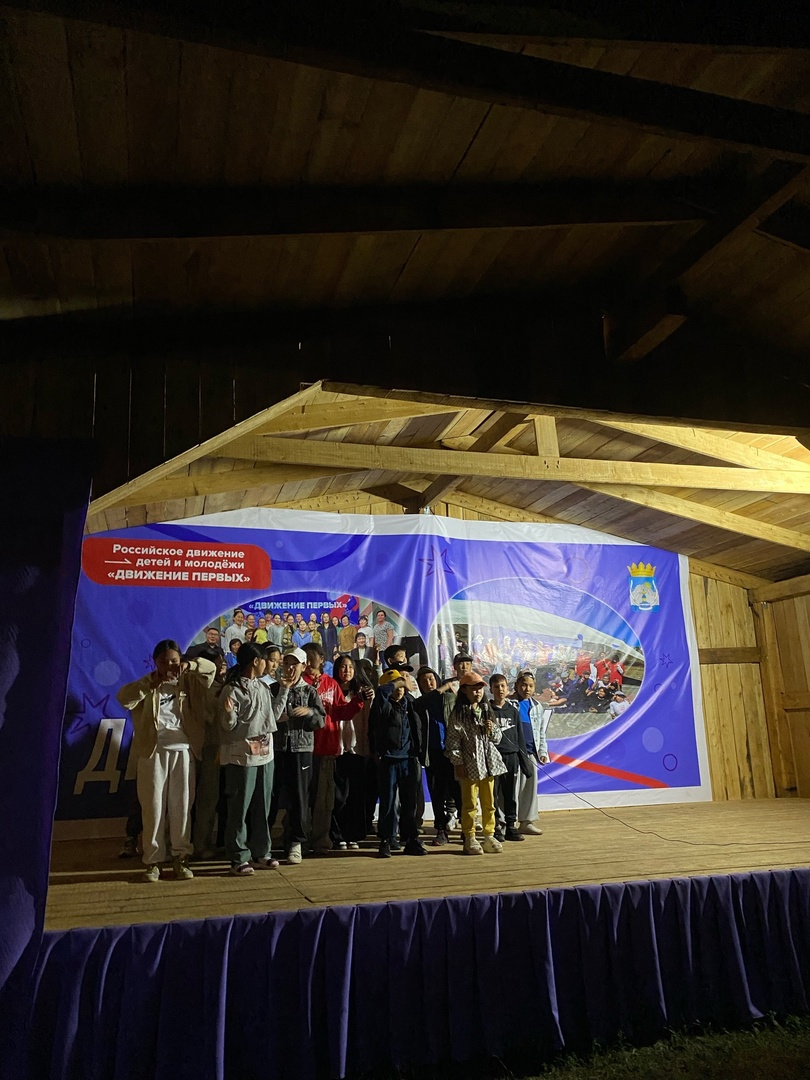 Российское движение
детей и молодёжи
«ДВИЖЕНИЕ ПЕРВЫХ»
«ДВИЖЕНИЕ ПЕРВЫХ»